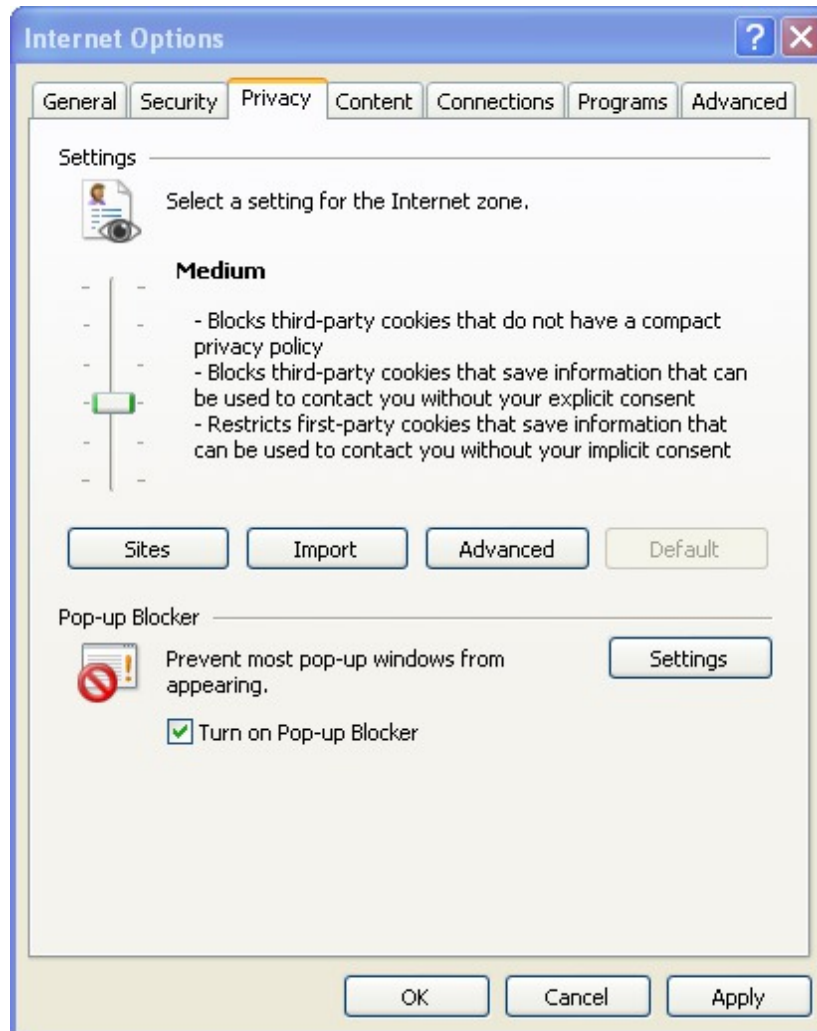 Internet Options
General Security Privacy Content Connections Programs Advanced
Settings
Select a setting for the Internet zone.
Medium
- Blocks third-party cookies that do not have a compact
privacy policy
- Blocks third-party cookies that save information that can
be used to contact you without your explicit consent
- Restricts first-party cookies that save information that
can be used to contact you without your implicit consent
Sites Import Advanced Default
Pop-up Blocker
Prevent most pop-up windows from
appearing.
Settings
Turn on Pop-up Blocker
OK Cancel Apply